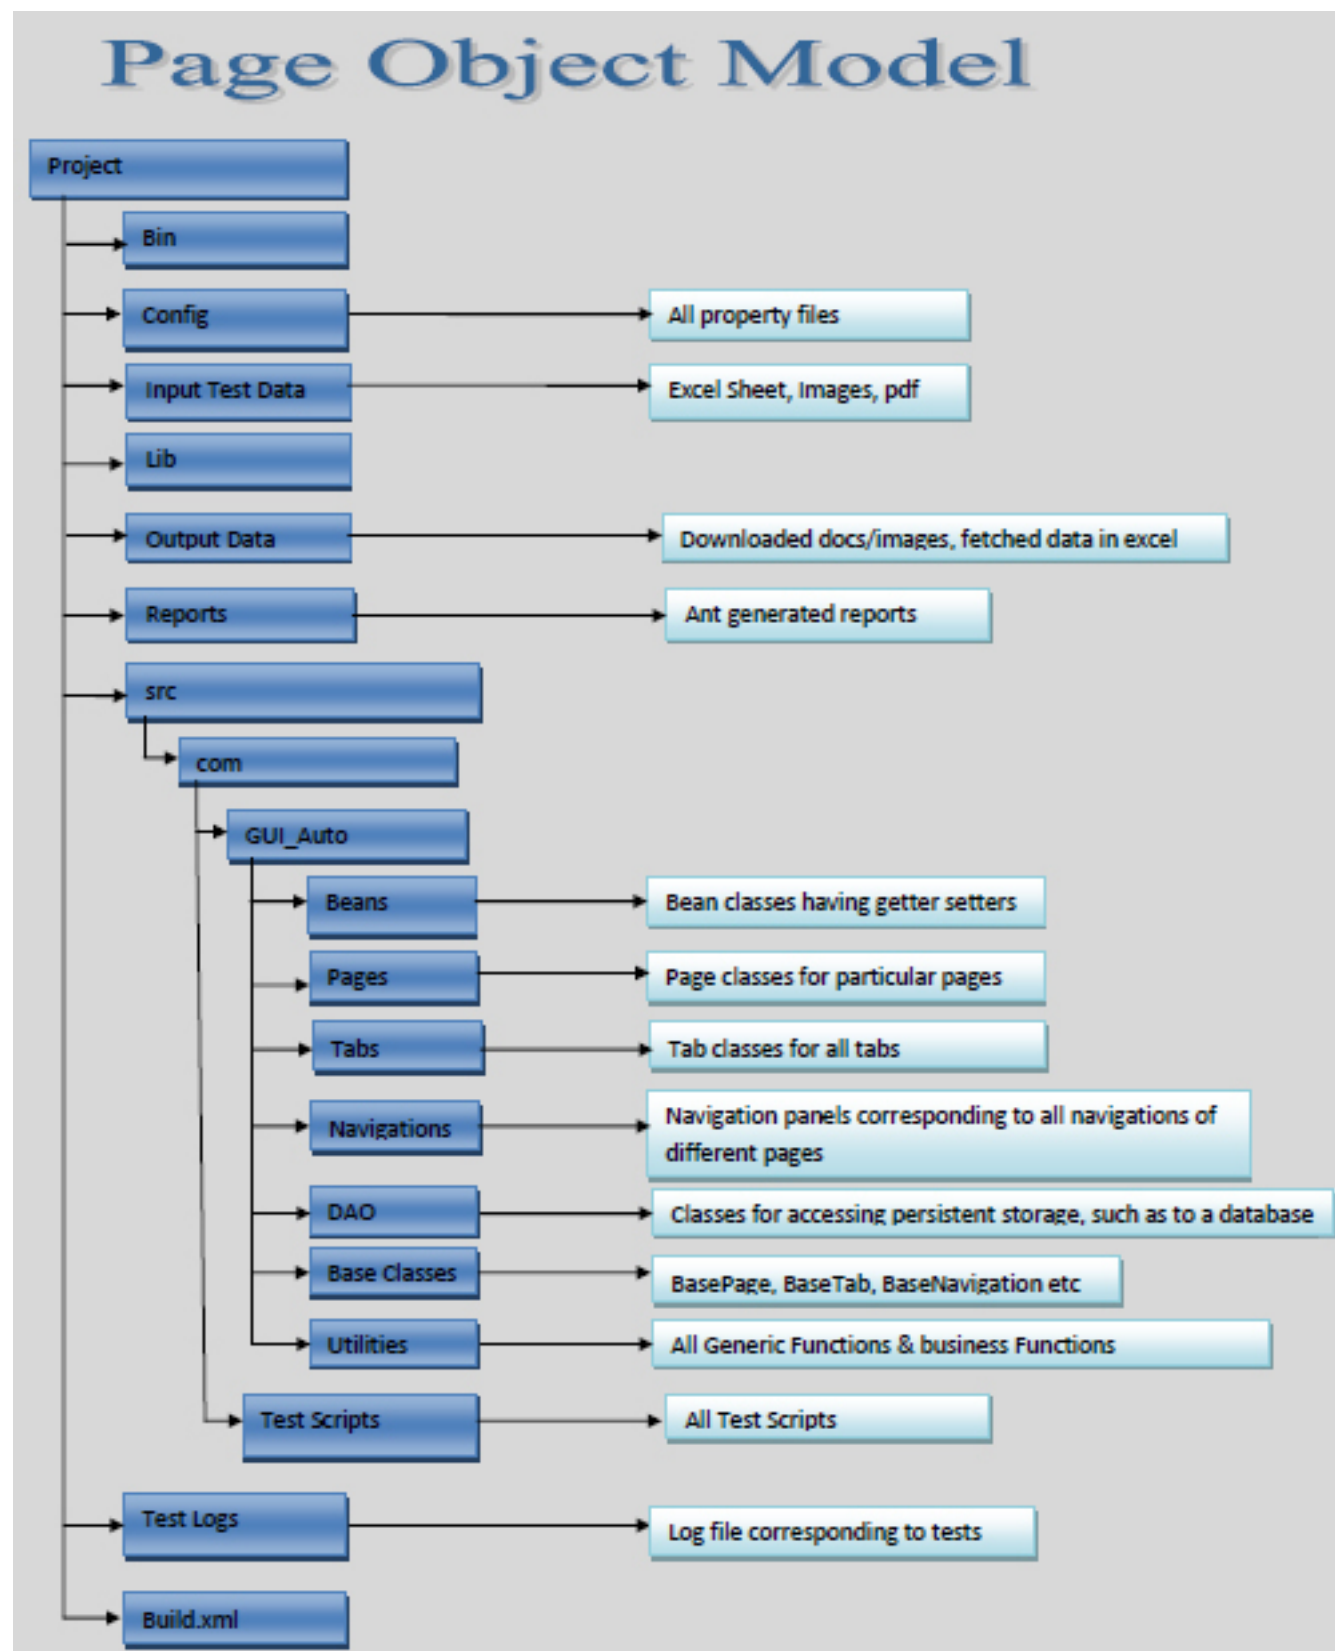 Page Object Model
Project
Bin
Config
All property files
Input Test Data
Excel Sheet, Images, pdf
Lib
Output Data
Downloaded docs/images, fetched data in excel
Reports
Ant generated reports
src
com
GUI_Auto
Beans
Bean classes having getter setters
Pages
Page classes for particular pages
Tabs
Tab classes for all tabs
Navigations
Navigation panels corresponding to all navigations of
different pages
DAO
Classes for accessing persistent storage, such as to a database
Base Classes
BasePage, BaseTab, BaseNavigation etc
Utilities
All Generic Functions & business Functions
Test Scripts
All Test Scripts
Test Logs
Log file corresponding to tests
Build.xml